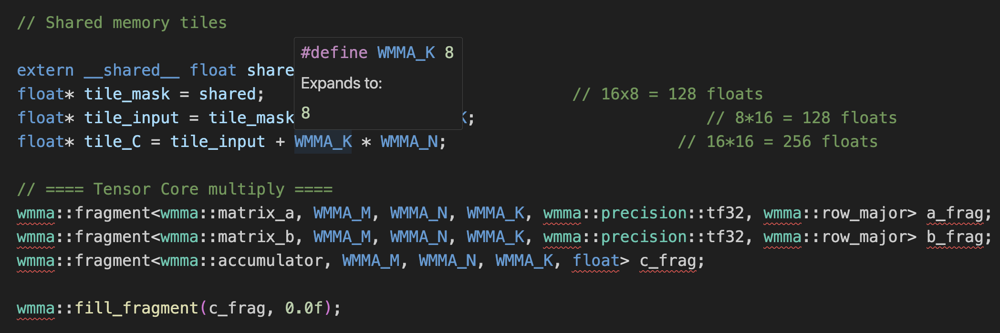 // Shared memory tiles
#define WMMA_K 8
extern __shared__ float share
Expands to:
float* tile_mask = shared; // 16x8 = 128 floats
8
float* tile_input = tile_mask K; // 8*16 = 128 floats
float* tile_C = tile_input + WMMA_K * WMMA_N; // 16*16 = 256 floats
// ==== Tensor Core multiply ====
wmma::fragment<wmma::matrix_a, WMMA_M, WMMA_N, WMMA_K, wmma::precision::tf32, wmma::row_major> a_frag;
wmma::fragment<wmma::matrix_b, WMMA_M, WMMA_N, WMMA_K, wmma::precision::tf32, wmma::row_major> b_frag;
wmma::fragment<wmma::accumulator, WMMA_M, WMMA_N, WMMA_K, float> c_frag;
wmma::fill_fragment(c_frag, 0.0f);